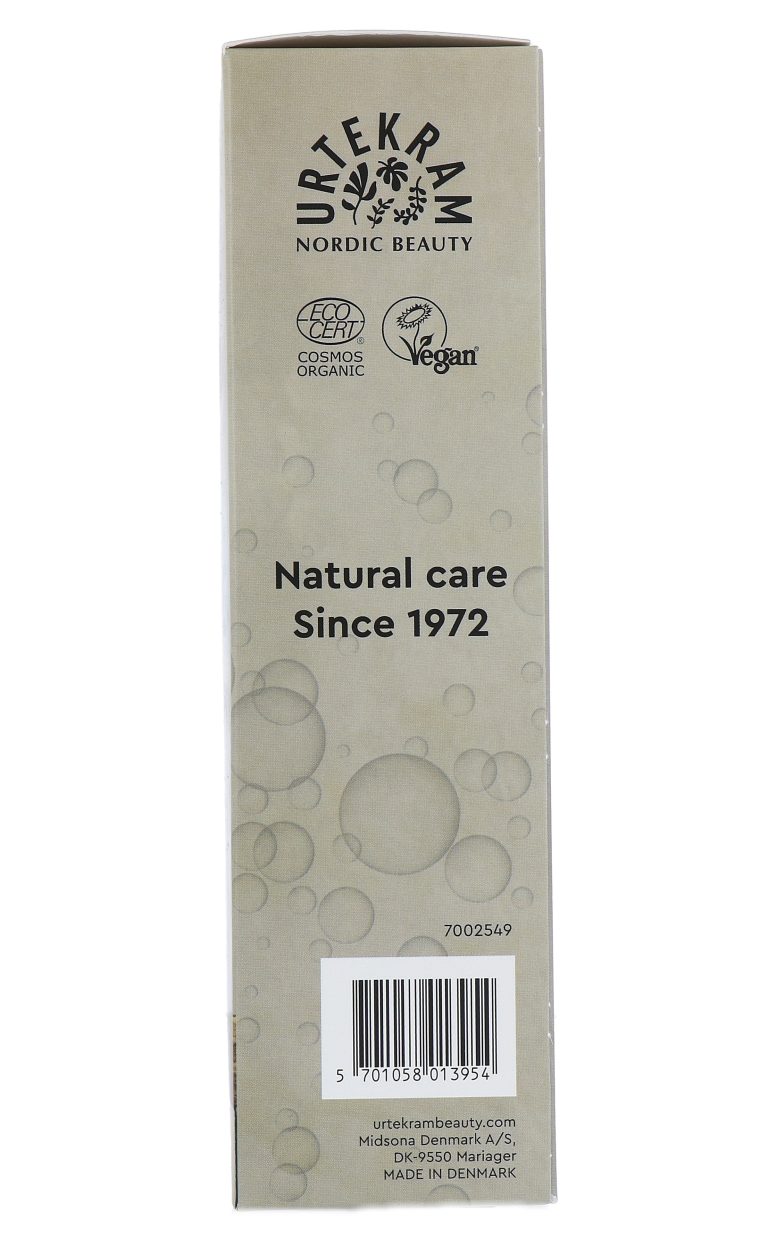 URTEKRAM
NORDIC BEAUTY
ECO
CERT
®
COSMOS
ORGANIC
Vegan®
Natural care
Since 1972
7002549
5 701058 013954
urtekrambeauty.com
Midsona Denmark A/S,
DK-9550 Mariager
MADE IN DENMARK